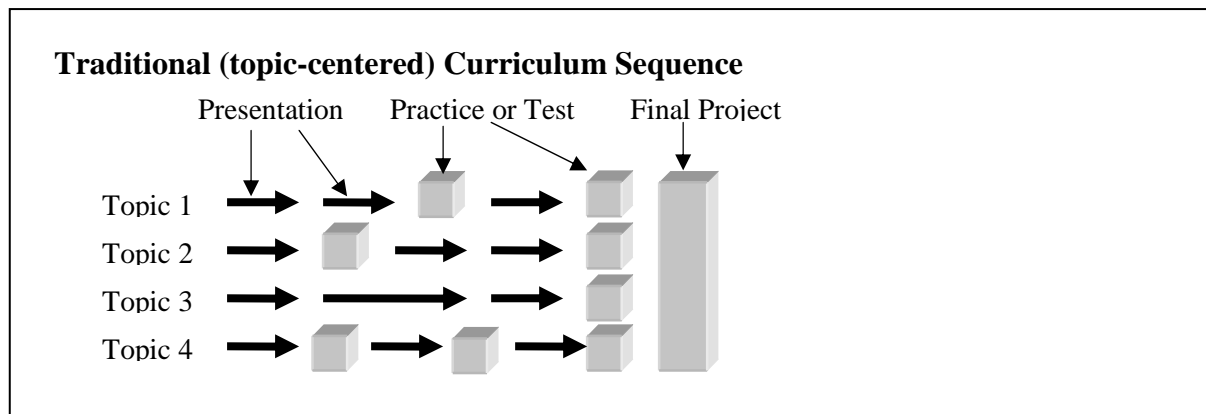 Traditional (topic-centered) Curriculum Sequence
Presentation Practice or Test Final Project
Topic 1
Topic 2
Topic 3
Topic 4